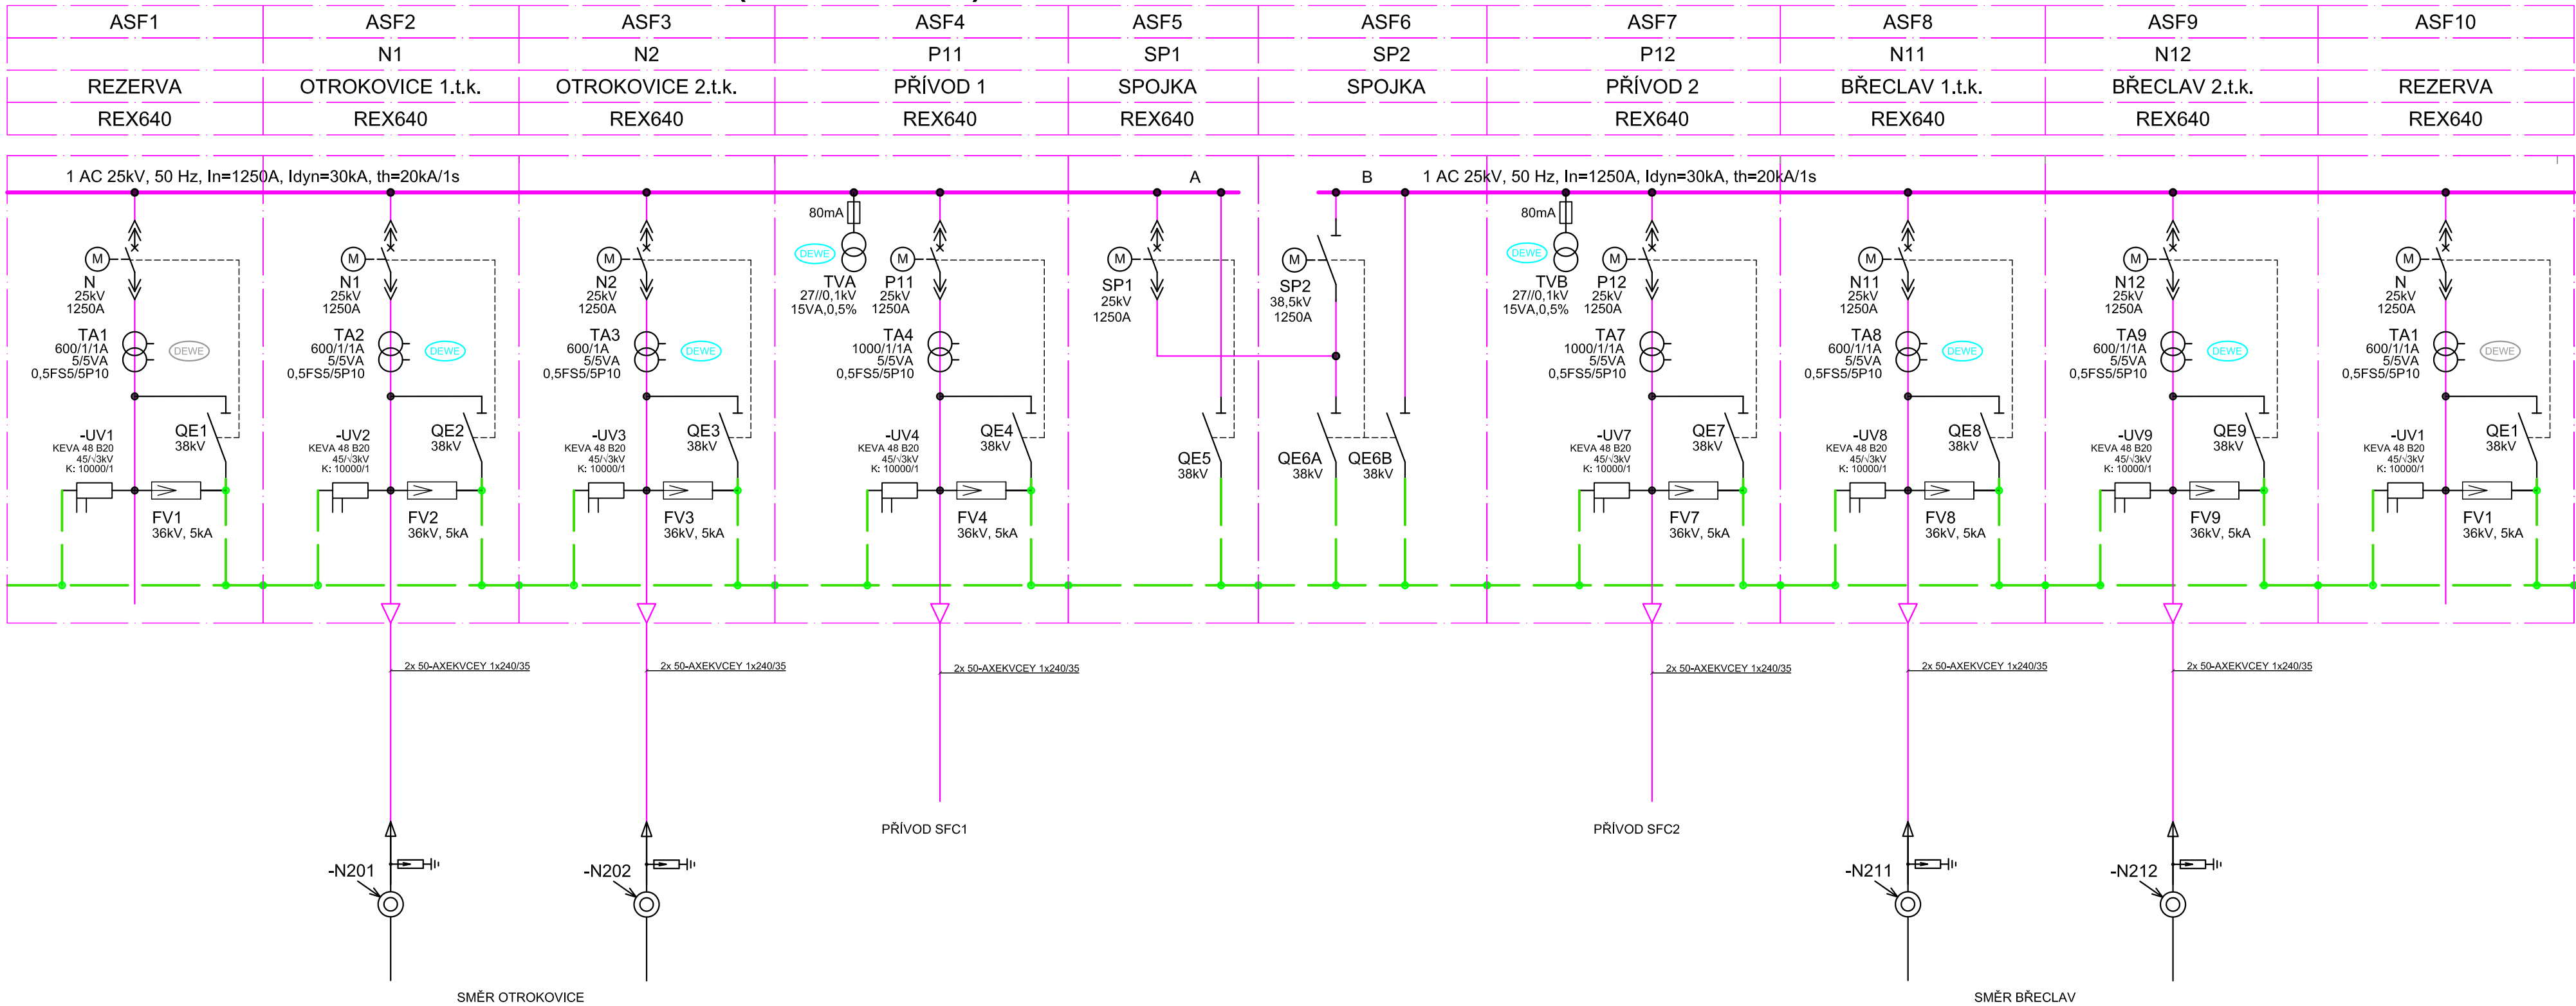 ASF1 ASF2 ASF3 ASF4 ASF5 ASF6 ASF7 ASF8 ASF9 ASF10
N1 N2 P11 SP1 SP2 P12 N11 N12
REZERVA OTROKOVICE 1.t.k. OTROKOVICE 2.t.k. PŘÍVOD 1 SPOJKA SPOJKA PŘÍVOD 2 BŘECLAV 1.t.k. BŘECLAV 2.t.k. REZERVA
REX640 REX640 REX640 REX640 REX640 REX640 REX640 REX640 REX640
1 AC 25kV, 50 Hz, In=1250A, Idyn=30kA, th=20kA/1s A B 1 AC 25kV, 50 Hz, In=1250A, Idyn=30kA, th=20kA/1s
M
N
25kV
1250A
TA1
600/1/1A
5/5VA
0,5FS5/5P10
DEWE
-UV1
KEVA 48 B20
45/√3kV
K: 10000/1
QE1
38kV
FV1
36kV, 5kA
M
N1
25kV
1250A
TA2
600/1/1A
5/5VA
0,5FS5/5P10
DEWE
-UV2
KEVA 48 B20
45/√3kV
K: 10000/1
QE2
38kV
FV2
36kV, 5kA
M
N2
25kV
1250A
TA3
600/1A
5/5VA
0,5FS5/5P10
DEWE
-UV3
KEVA 48 B20
45/√3kV
K: 10000/1
QE3
38kV
FV3
36kV, 5kA
80mA
DEWE
TVA
27//0,1kV
15VA,0,5%
M
P11
25kV
1250A
TA4
1000/1/1A
5/5VA
0,5FS5/5P10
-UV4
KEVA 48 B20
45/√3kV
K: 10000/1
QE4
38kV
FV4
36kV, 5kA
M
SP1
25kV
1250A
QE5
38kV
M
SP2
38,5kV
1250A
QE6A
38kV
QE6B
38kV
80mA
DEWE
TVB
27//0,1kV
15VA,0,5%
M
P12
25kV
1250A
TA7
1000/1/1A
5/5VA
0,5FS5/5P10
-UV7
KEVA 48 B20
45/√3kV
K: 10000/1
QE7
38kV
FV7
36kV, 5kA
M
N11
25kV
1250A
TA8
600/1/1A
5/5VA
0,5FS5/5P10
DEWE
-UV8
KEVA 48 B20
45/√3kV
K: 10000/1
QE8
38kV
FV8
36kV, 5kA
M
N12
25kV
1250A
TA9
600/1/1A
5/5VA
0,5FS5/5P10
DEWE
-UV9
KEVA 48 B20
45/√3kV
K: 10000/1
QE9
38kV
FV9
36kV, 5kA
M
N
25kV
1250A
TA1
600/1/1A
5/5VA
0,5FS5/5P10
DEWE
-UV1
KEVA 48 B20
45/√3kV
K: 10000/1
QE1
38kV
FV1
36kV, 5kA
2x 50-AXEKVCEY 1x240/35 2x 50-AXEKVCEY 1x240/35 2x 50-AXEKVCEY 1x240/35 2x 50-AXEKVCEY 1x240/35 2x 50-AXEKVCEY 1x240/35 2x 50-AXEKVCEY 1x240/35
PŘÍVOD SFC1 PŘÍVOD SFC2
-N201 -N202 -N211 -N212
SMĚR OTROKOVICE SMĚR BŘECLAV